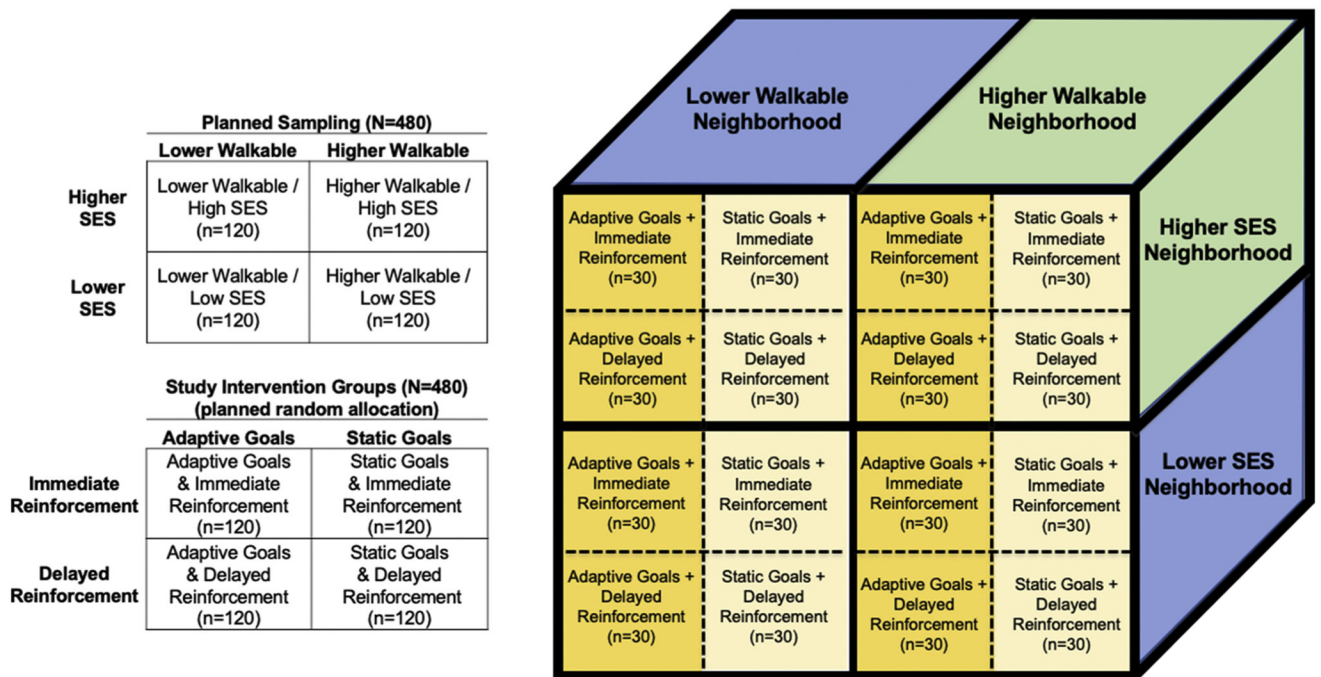 Planned Sampling (N=480)
Lower Walkable Higher Walkable
Higher
SES
Lower Walkable /
High SES
(n=120)
Higher Walkable /
High SES
(n=120)
Lower
SES
Lower Walkable /
Low SES
(n=120)
Higher Walkable /
Low SES
(n=120)
Study Intervention Groups (N=480)
(planned random allocation)
Adaptive Goals Static Goals
Immediate
Reinforcement
Adaptive Goals
& Immediate
Reinforcement
(n=120)
Static Goals
& Immediate
Reinforcement
(n=120)
Delayed
Reinforcement
Adaptive Goals
& Delayed
Reinforcement
(n=120)
Static Goals
& Delayed
Reinforcement
(n=120)
Lower Walkable
Neighborhood
Higher Walkable
Neighborhood
Adaptive Goals +
Immediate
Reinforcement
(n=30)
Static Goals +
Immediate
Reinforcement
(n=30)
Adaptive Goals +
Immediate
Reinforcement
(n=30)
Static Goals +
Immediate
Reinforcement
(n=30)
Higher SES
Neighborhood
Adaptive Goals +
Delayed
Reinforcement
(n=30)
Static Goals +
Delayed
Reinforcement
(n=30)
Adaptive Goals +
Delayed
Reinforcement
(n=30)
Static Goals +
Delayed
Reinforcement
(n=30)
Adaptive Goals +
Immediate
Reinforcement
(n=30)
Static Goals +
Immediate
Reinforcement
(n=30)
Adaptive Goals +
Immediate
Reinforcement
(n=30)
Static Goals +
Immediate
Reinforcement
(n=30)
Lower SES
Neighborhood
Adaptive Goals +
Delayed
Reinforcement
(n=30)
Static Goals +
Delayed
Reinforcement
(n=30)
Adaptive Goals +
Delayed
Reinforcement
(n=30)
Static Goals +
Delayed
Reinforcement
(n=30)